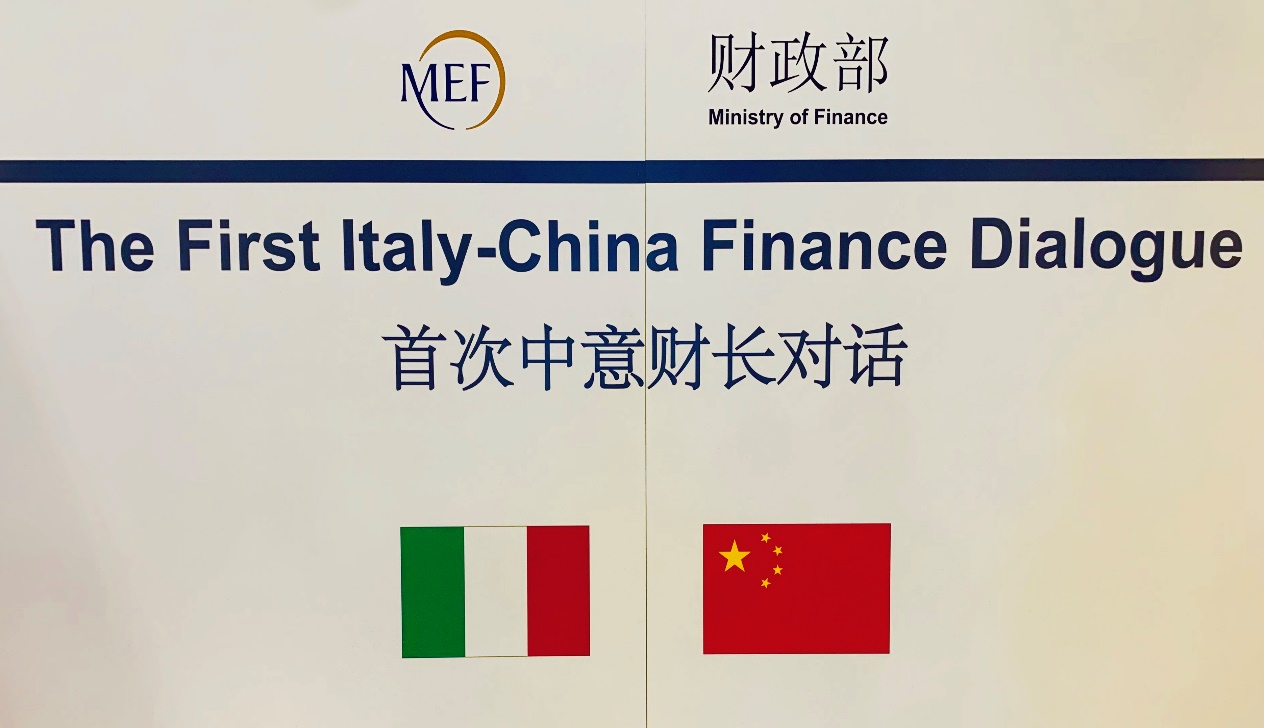 MEF
财政部
Ministry of Finance
The First Italy-China Finance Dialogue
首次中意财长对话